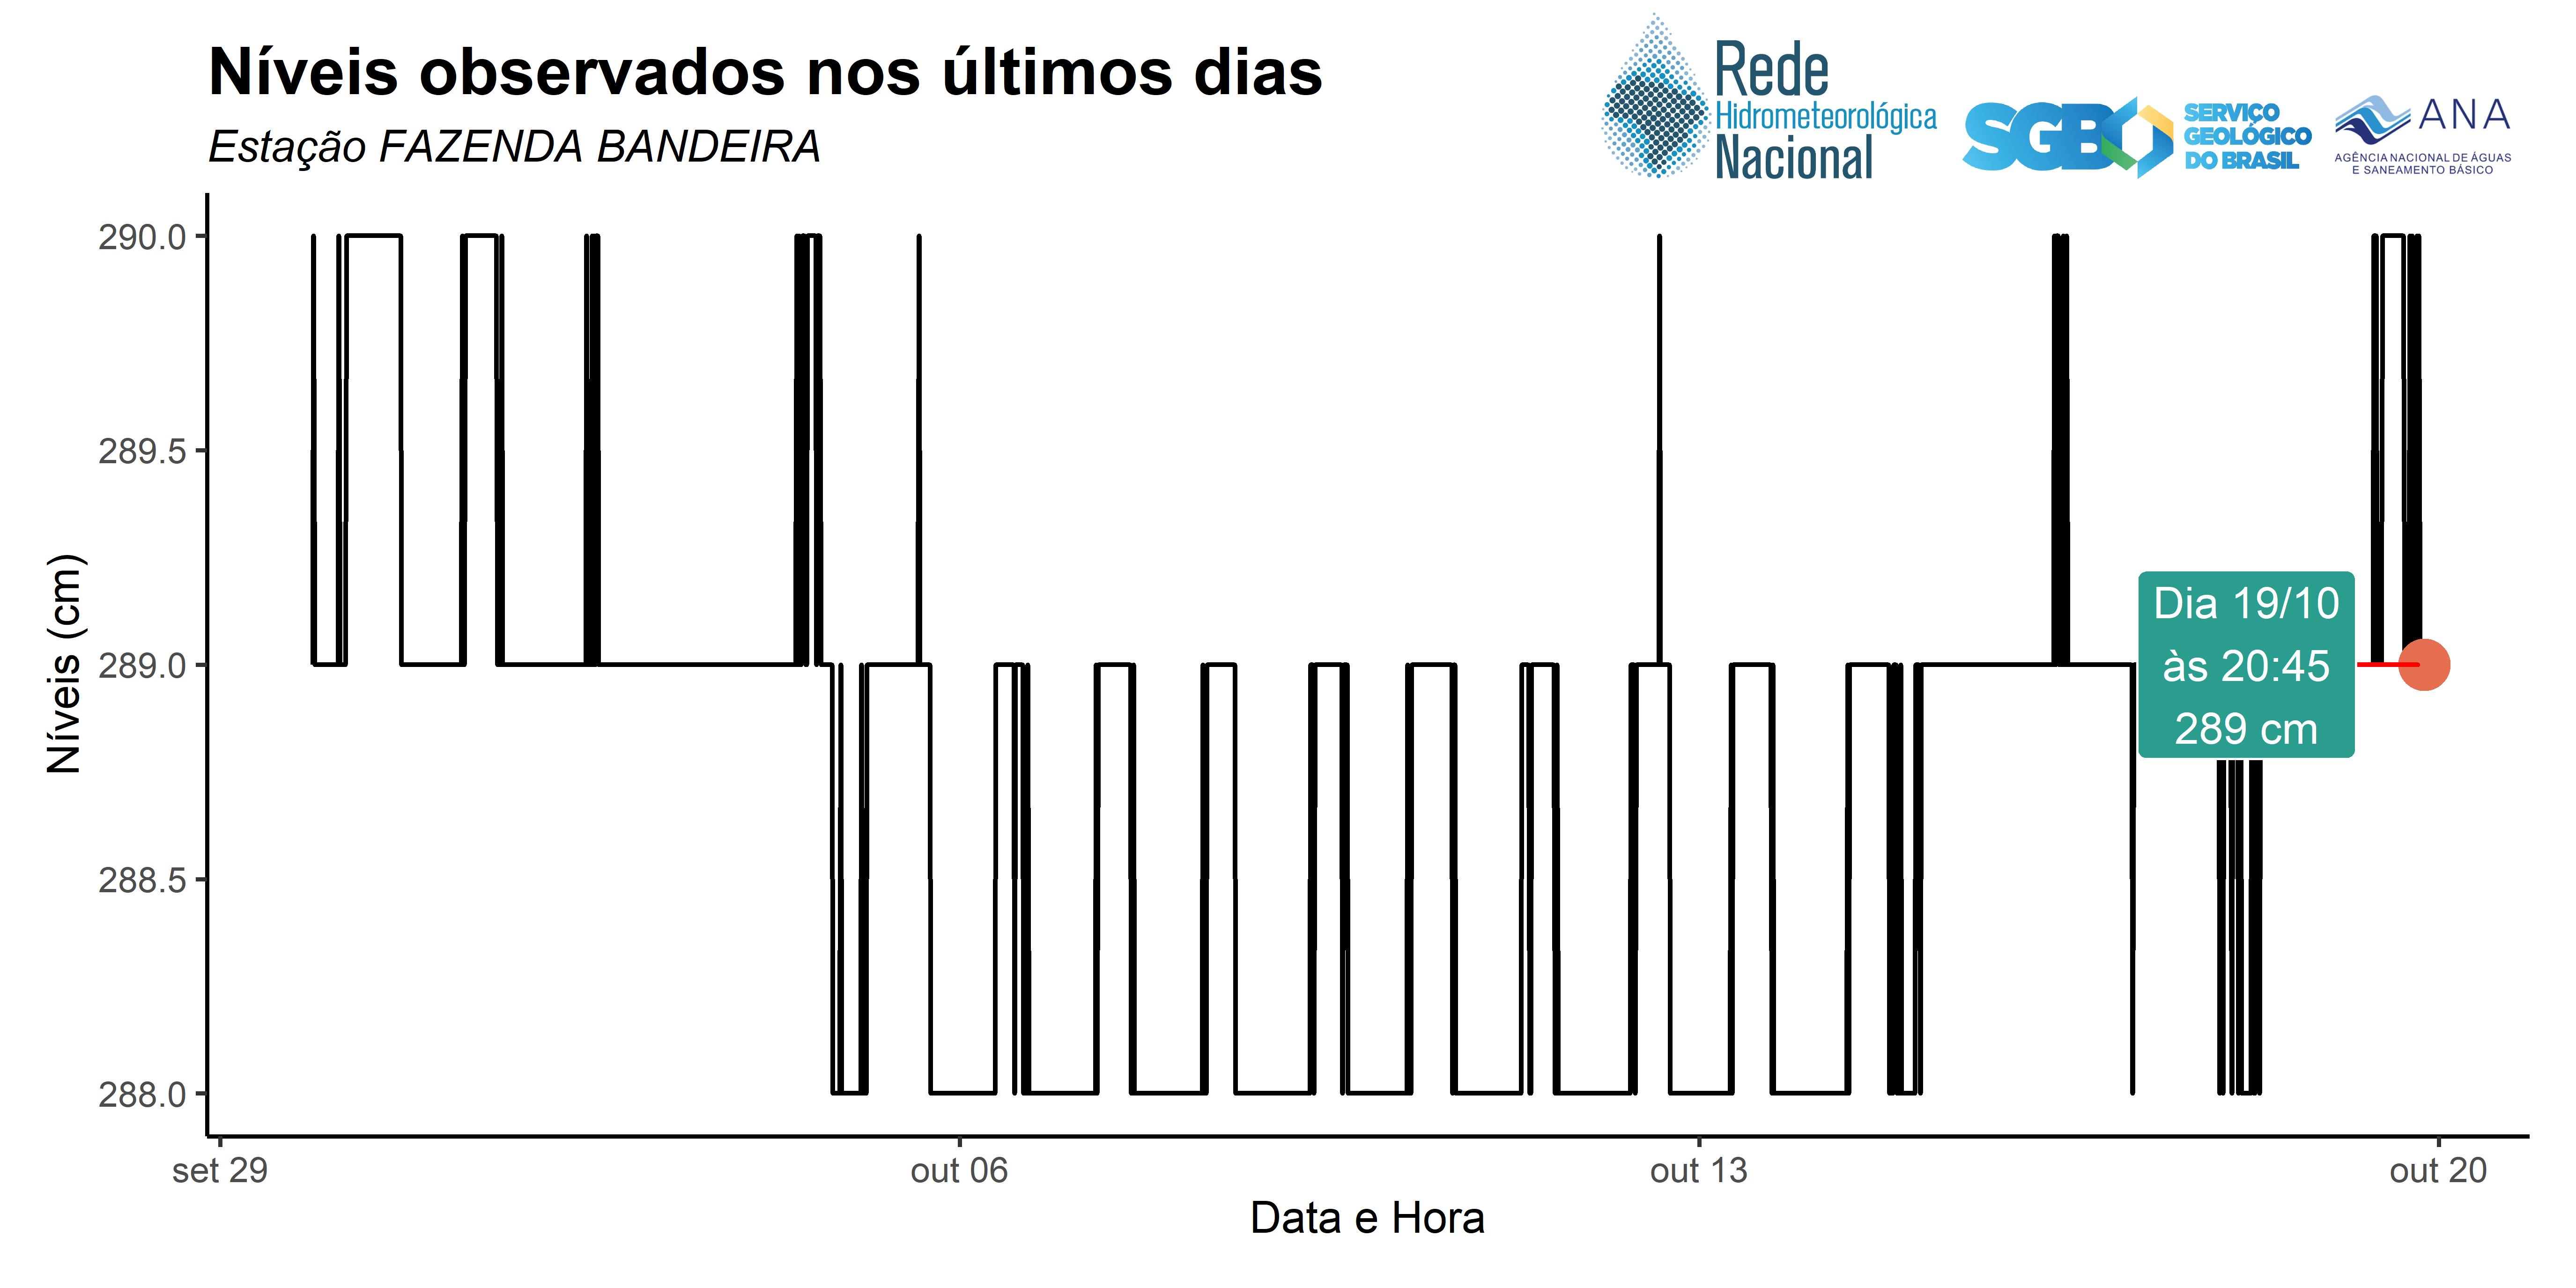 Níveis observados nos últimos dias
Estação FAZENDA BANDEIRA
Rede
Hidrometeorológica
Nacional
SGB
SERVIÇO
GEOLÓGICO
DO BRASIL
ANA
AGÊNCIA NACIONAL DE ÁGUAS
E SANEAMENTO BÁSICO
Níveis (cm)
290.0
289.5
289.0
288.5
288.0
Dia 19/10
às 20:45
289 cm
set 29
out 06
out 13
out 20
Data e Hora